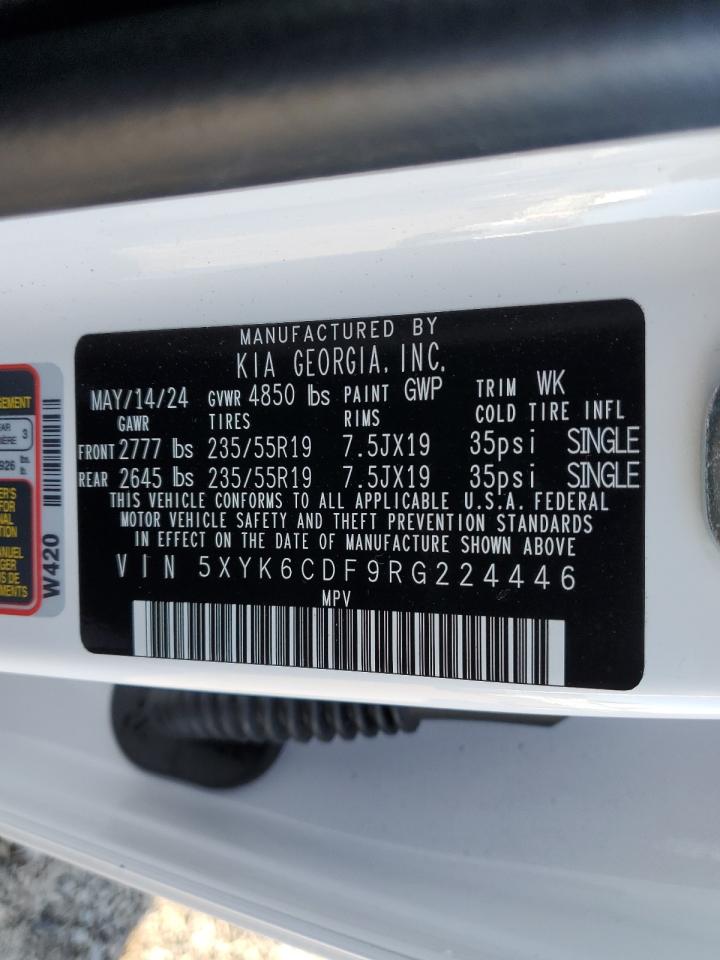 MANUFACTURED BY
KIA GEORGIA, INC.
MAY/14/24 GVWR 4850 lbs PAINT GWP TRIM WK
GAWR TIRES RIMS COLD TIRE INFL
FRONT 2777 lbs 235/55R19 7.5JX19 35psi SINGLE
REAR 2645 lbs 235/55R19 7.5JX19 35psi SINGLE
THIS VEHICLE CONFORMS TO ALL APPLICABLE U.S.A. FEDERAL
MOTOR VEHICLE SAFETY AND THEFT PREVENTION STANDARDS
IN EFFECT ON THE DATE OF MANUFACTURE SHOWN ABOVE
VIN 5XYK6CDF9RG224446
MPV
W420
3
lbs.